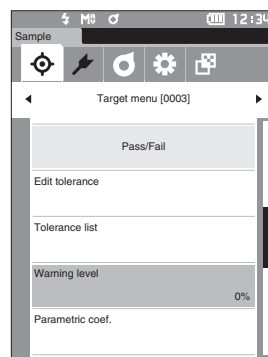 12:34
Sample
Target menu [0003]
Pass/Fail
Edit tolerance
Tolerance list
Warning level
0%
Parametric coef.